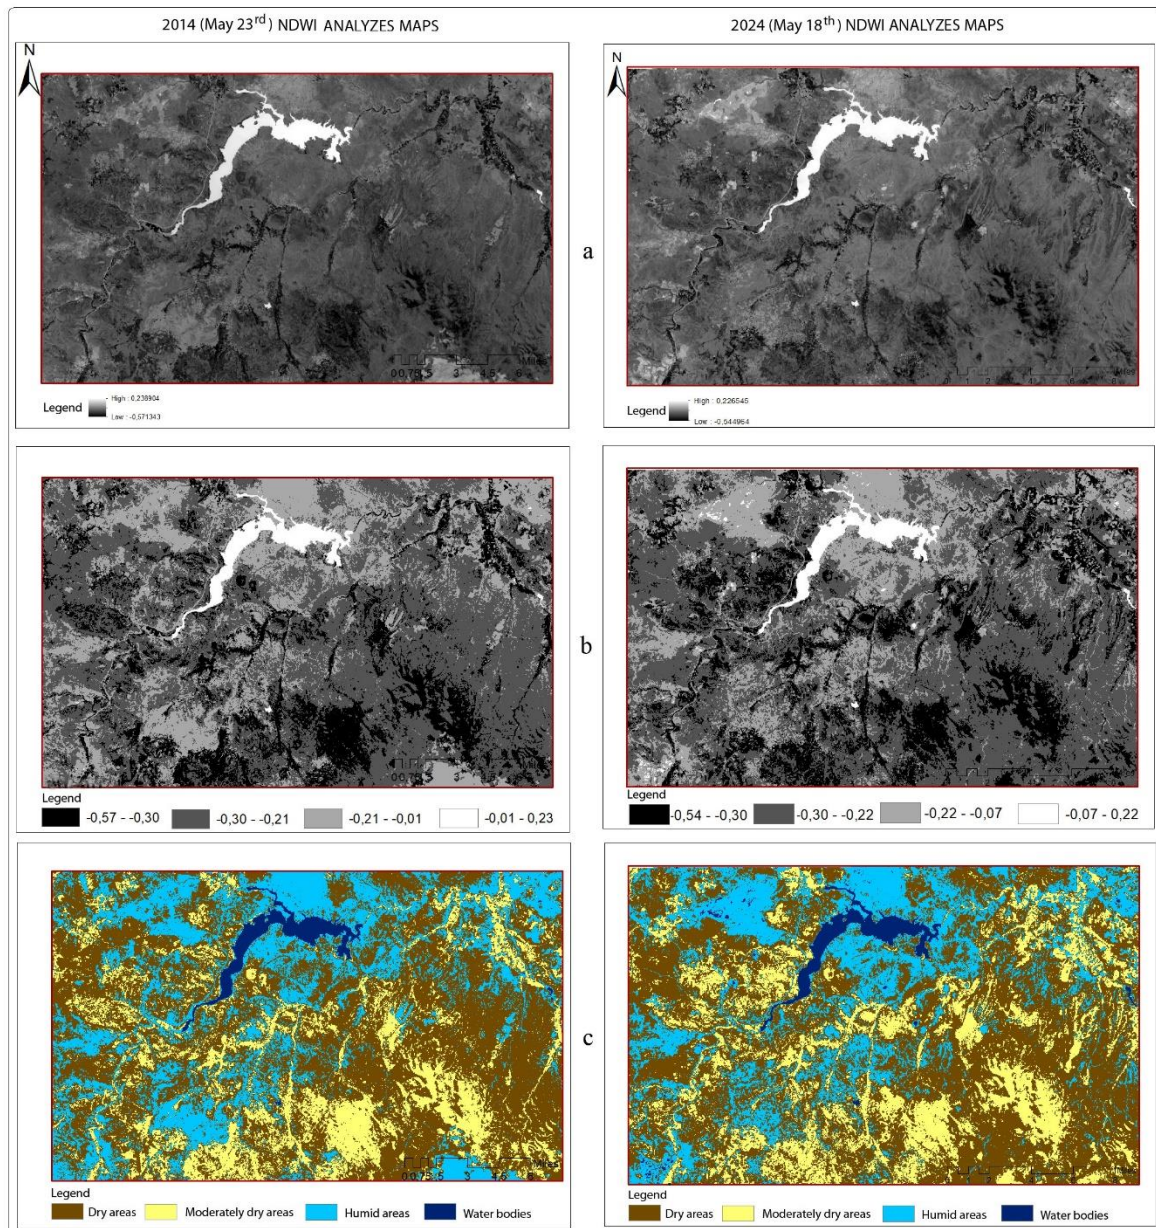 2014 (May 23rd) NDWI ANALYZES MAPS
2024 (May 18th) NDWI ANALYZES MAPS
N
N
a
Legend
High : 0,238904
Low : -0,571343
Legend
High : 0,226545
Low : -0,544964
b
Legend
-0,57 - -0,30 -0,30 - -0,21 -0,21 - -0,01 -0,01 - 0,23
Legend
-0,54 - -0,30 -0,30 - -0,22 -0,22 - -0,07 -0,07 - 0,22
c
Legend
Dry areas Moderately dry areas Humid areas Water bodies
Legend
Dry areas Moderately dry areas Humid areas Water bodies